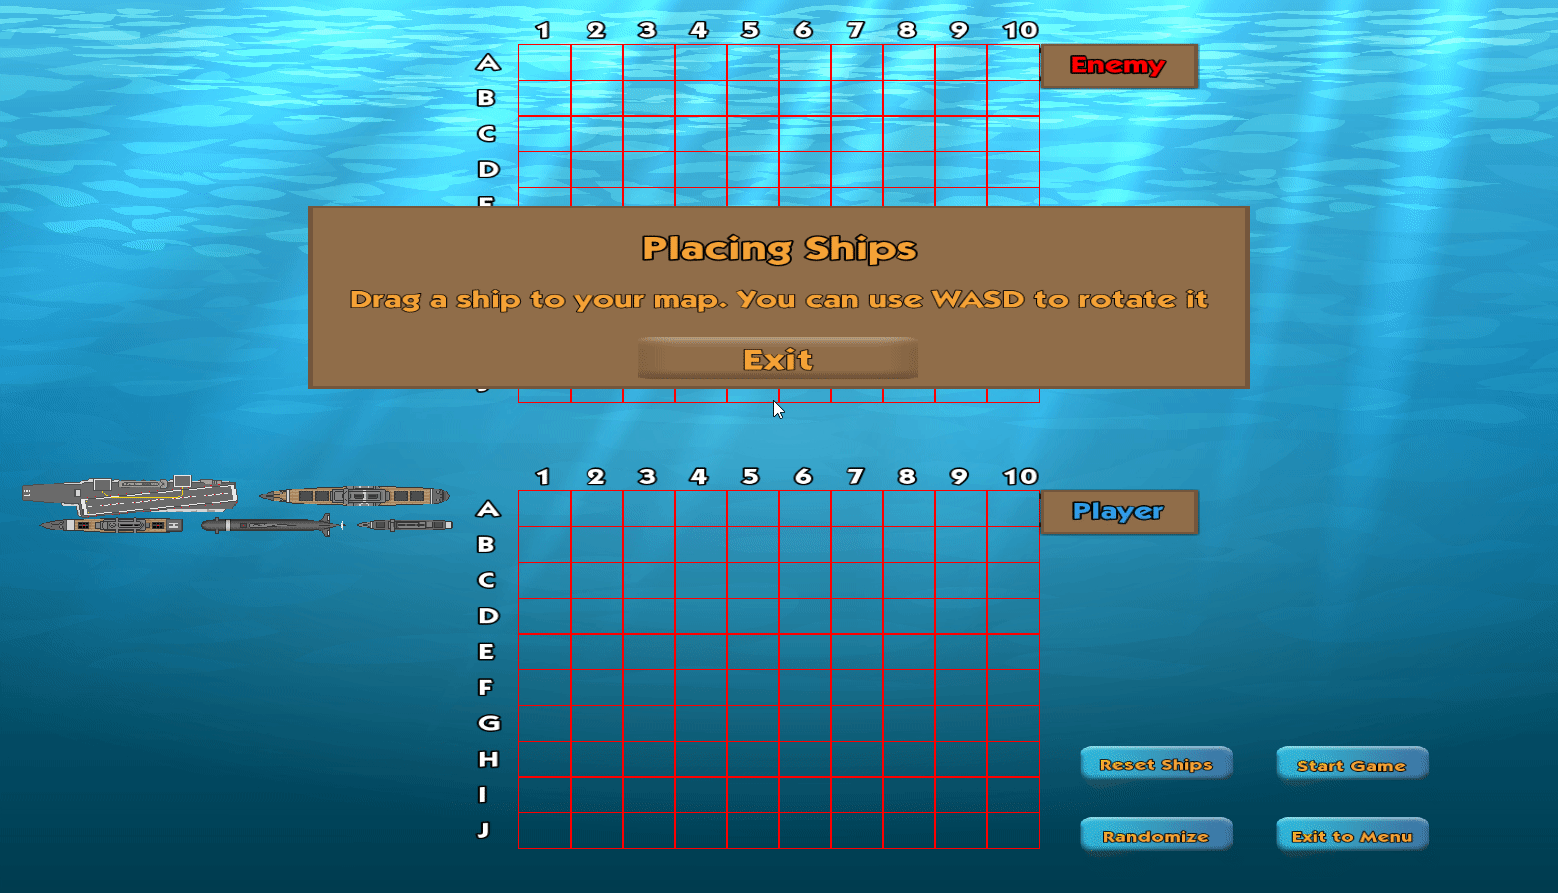 1 2 3 4 5 6 7 8 9 10
A
Enemy
B
C
D
Placing Ships
Drag a ship to your map. You can use WASD to rotate it
Exit
1 2 3 4 5 6 7 8 9 10
A
Player
B
C
D
E
F
G
H
I
J
Reset Ships
Start Game
Randomize
Exit to Menu